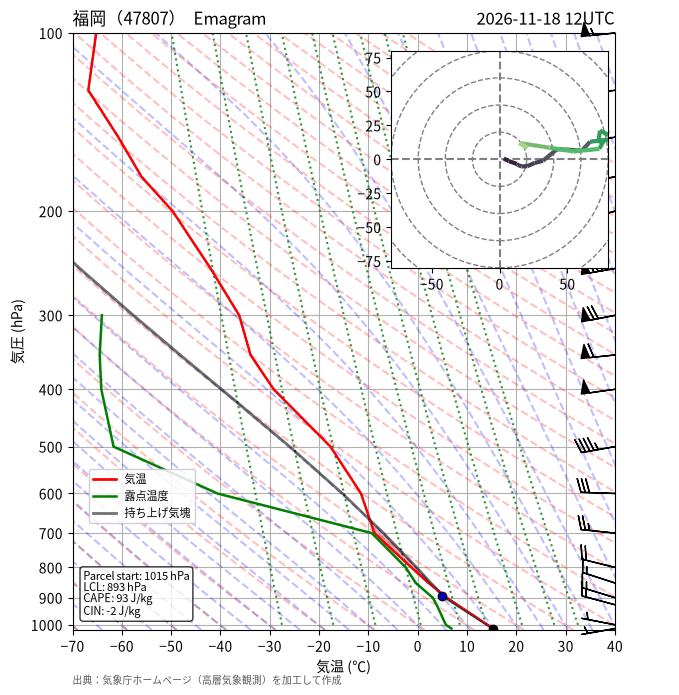 福岡（47807） Emagram
2026-11-18 12UTC
100
200
300
400
500
600
700
800
900
1000
気圧 (hPa)
75
50
25
0
−25
−50
−75
−50
0
50
気温
露点温度
持ち上げ気塊
Parcel start: 1015 hPa
LCL: 893 hPa
CAPE: 93 J/kg
CIN: -2 J/kg
−70
−60
−50
−40
−30
−20
−10
0
10
20
30
40
気温 (°C)
出典：気象庁ホームページ（高層気象観測）を加工して作成